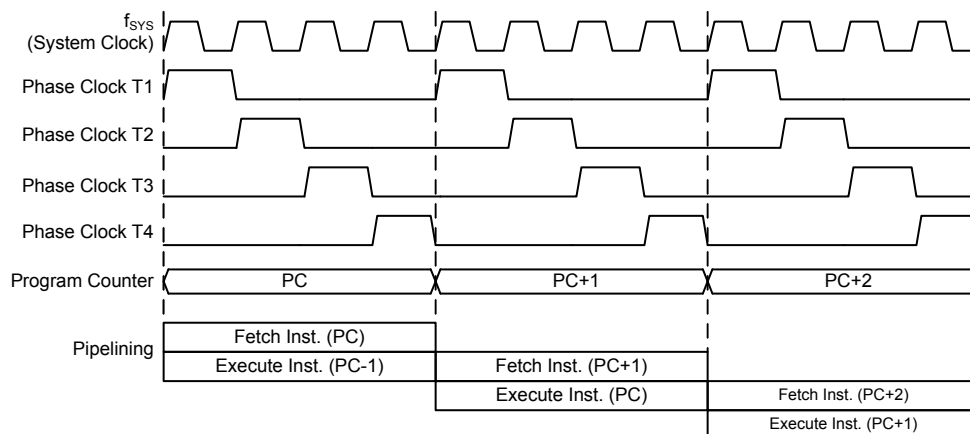 fSYS
(System Clock)
Phase Clock T1
Phase Clock T2
Phase Clock T3
Phase Clock T4
Program Counter PC PC+1 PC+2
Pipelining
Fetch Inst. (PC)
Execute Inst. (PC-1) Fetch Inst. (PC+1)
Execute Inst. (PC) Fetch Inst. (PC+2)
Execute Inst. (PC+1)